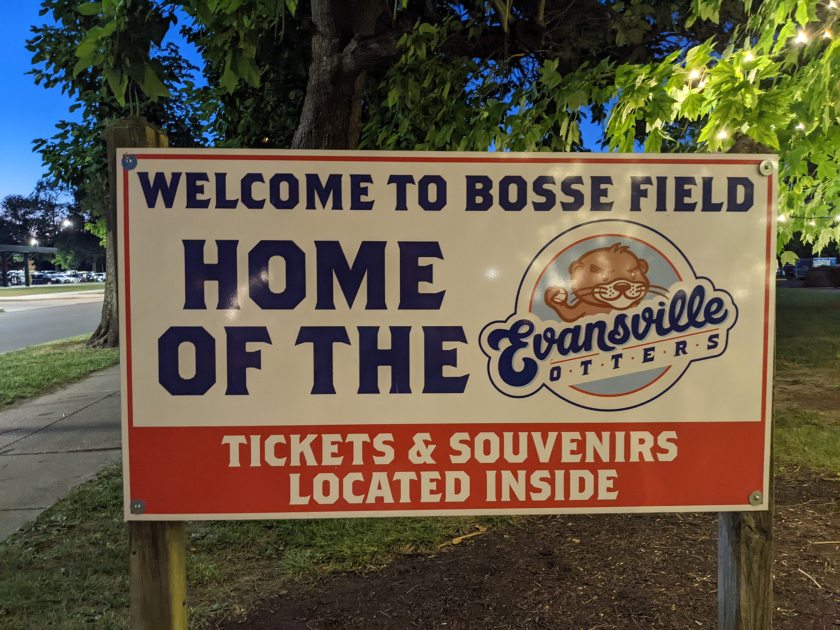 WELCOME TO BOSSE FIELD
HOME
OF THE
Evansville
OTTERS
TICKETS & SOUVENIRS
LOCATED INSIDE